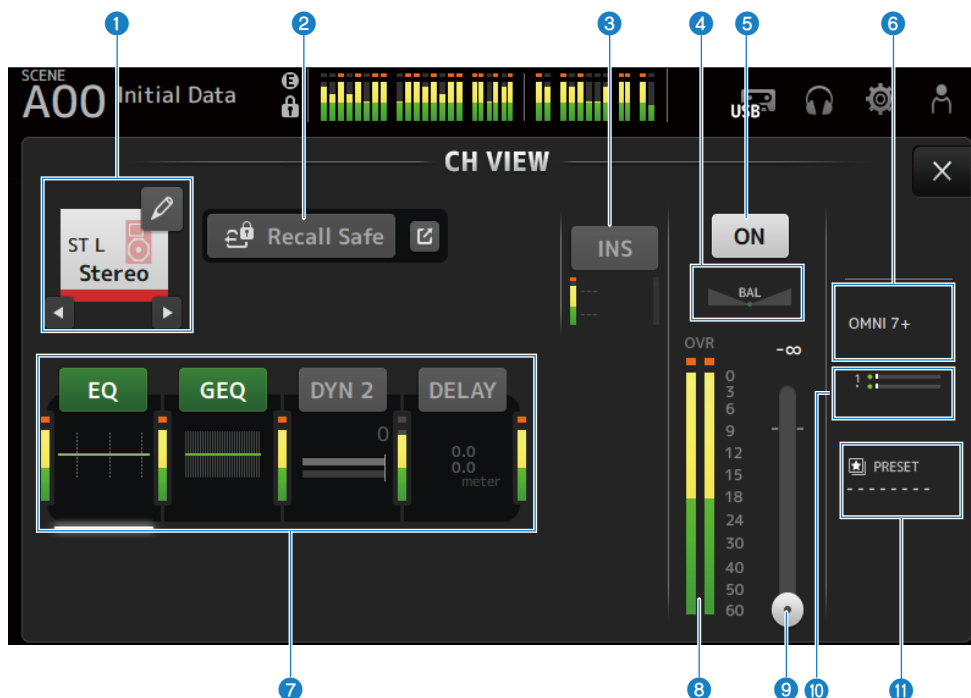 1 2 3 4 5 6
SCENE
A00 Initial Data
E
USB
CH VIEW
ST L
Stereo
Recall Safe
INS
---
---
ON
BAL
OMNI 7+
OVR
-∞
0
3
6
9
12
15
18
24
30
40
50
60
1
PRESET
--------
EQ
GEQ
DYN 2
0
DELAY
0.0
0.0
meter
7 8 9 10 11